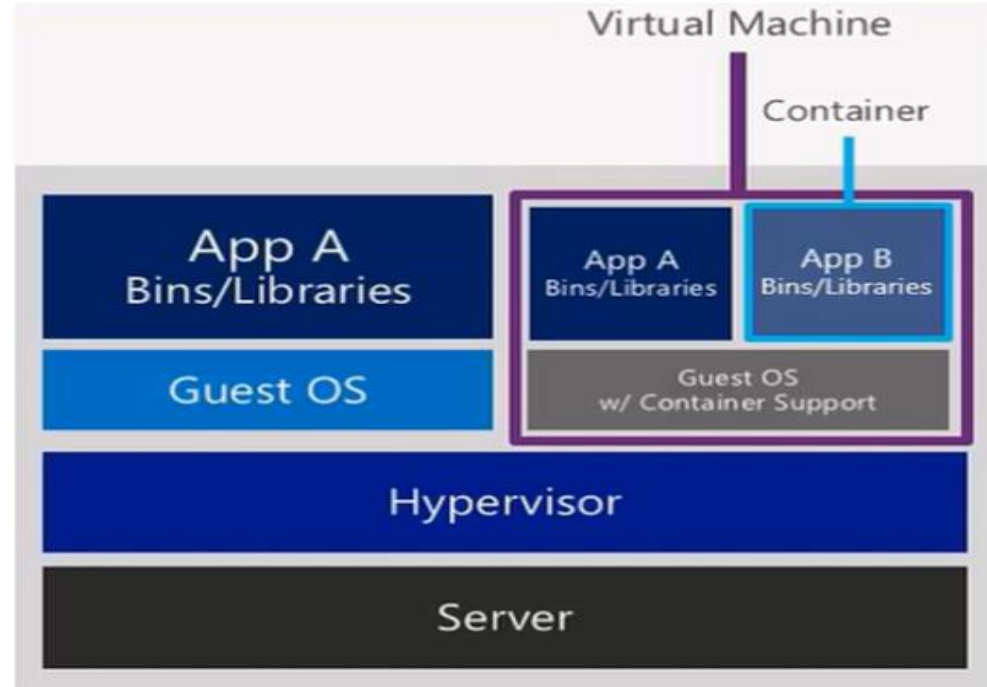 Virtual Machine
Container
App A
Bins/Libraries
App A
Bins/Libraries
App B
Bins/Libraries
Guest OS
Guest OS
w/ Container Support
Hypervisor
Server